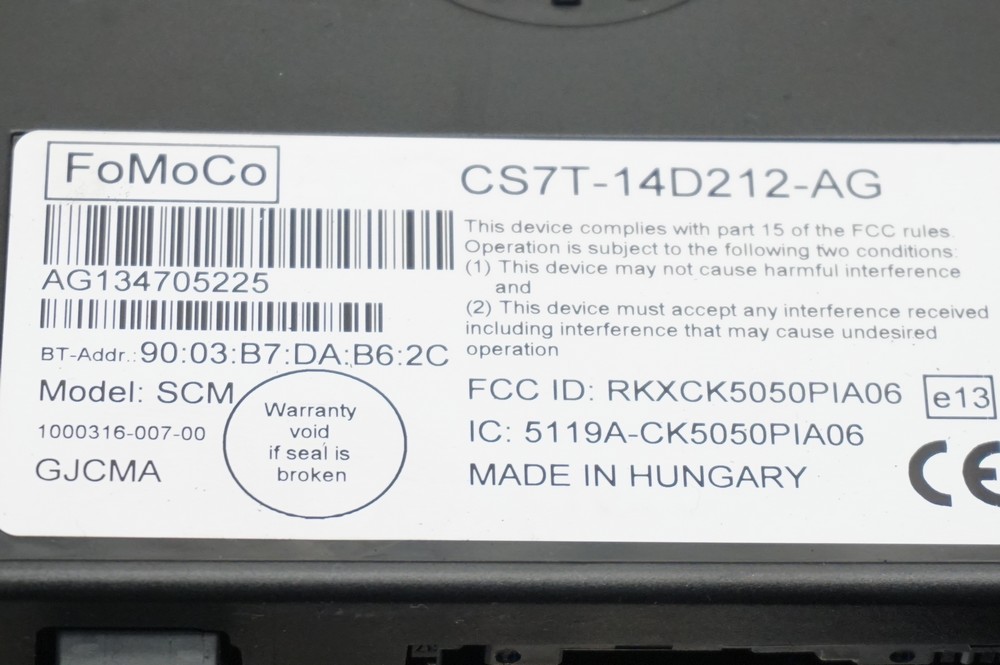 FoMoCo
AG134705225
BT-Addr.: 90:03:B7:DA:B6:2C
Model: SCM
1000316-007-00
GJCMA
Warranty
void
if seal is
broken
CS7T-14D212-AG
This device complies with part 15 of the FCC rules.
Operation is subject to the following two conditions:
(1) This device may not cause harmful interference
and
(2) This device must accept any interference received
including interference that may cause undesired
operation
FCC ID: RKXCK5050PIA06
IC: 5119A-CK5050PIA06
MADE IN HUNGARY
e13
CE